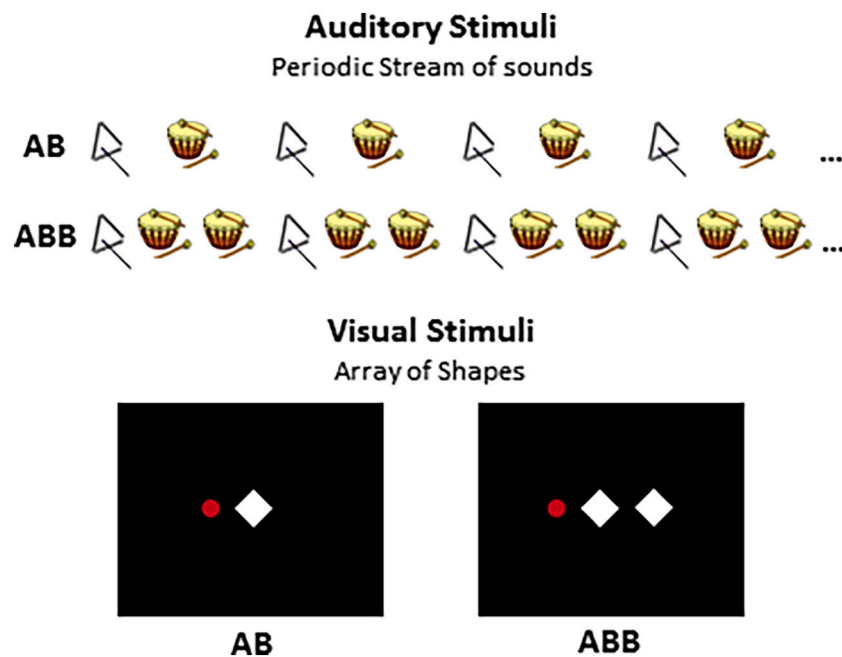 Auditory Stimuli
Periodic Stream of sounds
AB ...
ABB ...
Visual Stimuli
Array of Shapes
AB ABB